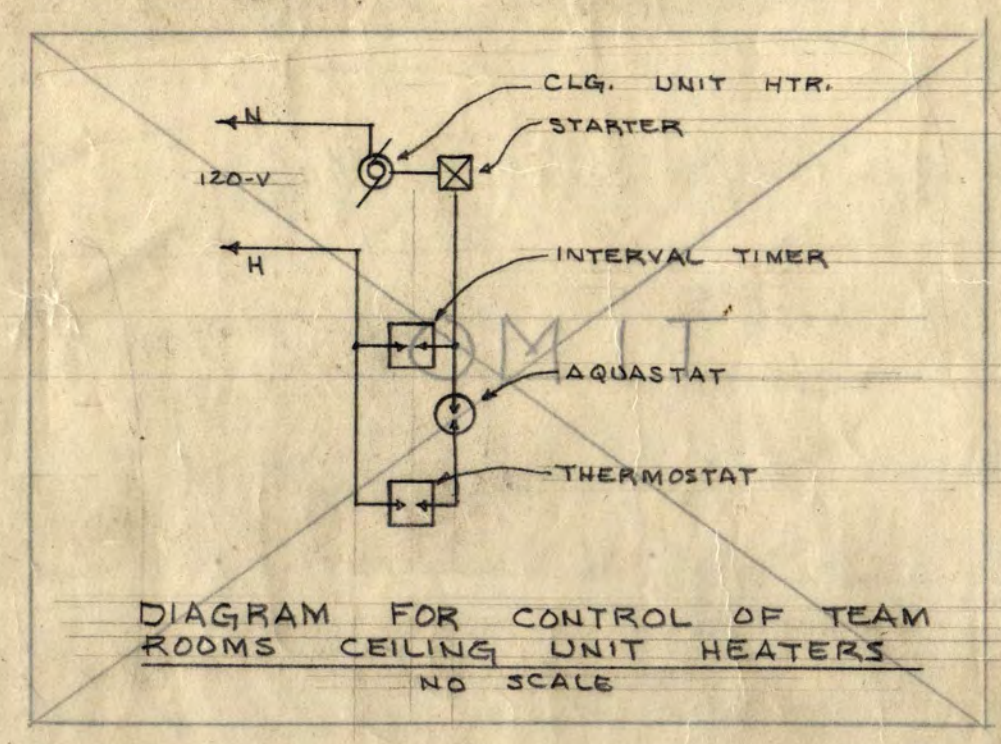 CLG. UNIT HTR.
N
STARTER
120-V
INTERVAL TIMER
H
OMIT
AQUASTAT
THERMOSTAT
DIAGRAM FOR CONTROL OF TEAM
ROOMS CEILING UNIT HEATERS
NO SCALE